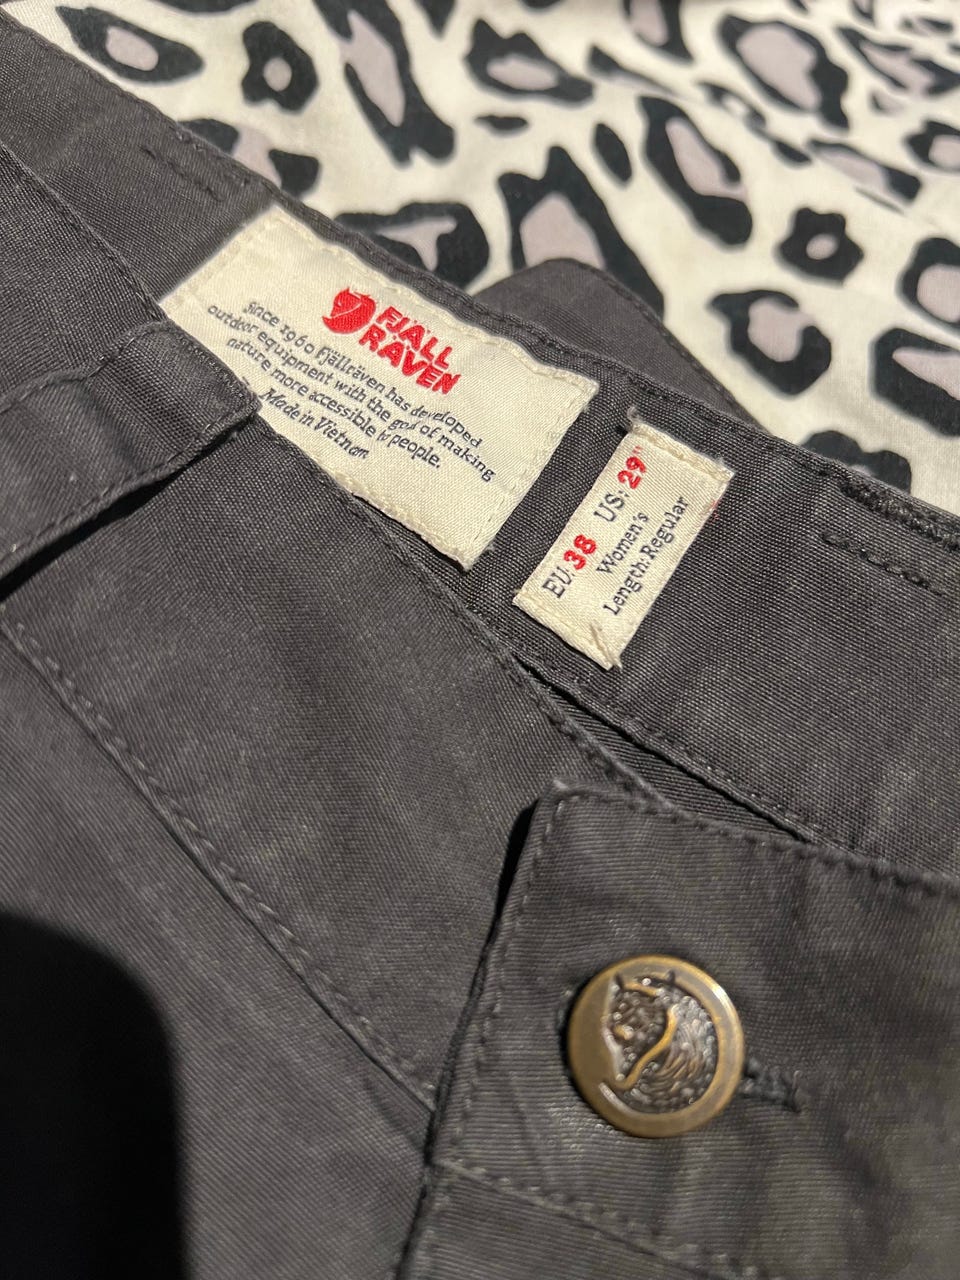 FJÄLL
RÄVEN
Since 1960 Fjällräven has developed
outdoor equipment with the goal of making
nature more accessible to people.
Made in Vietnam
EU: 38 US: 29"
Women's
Length: Regular